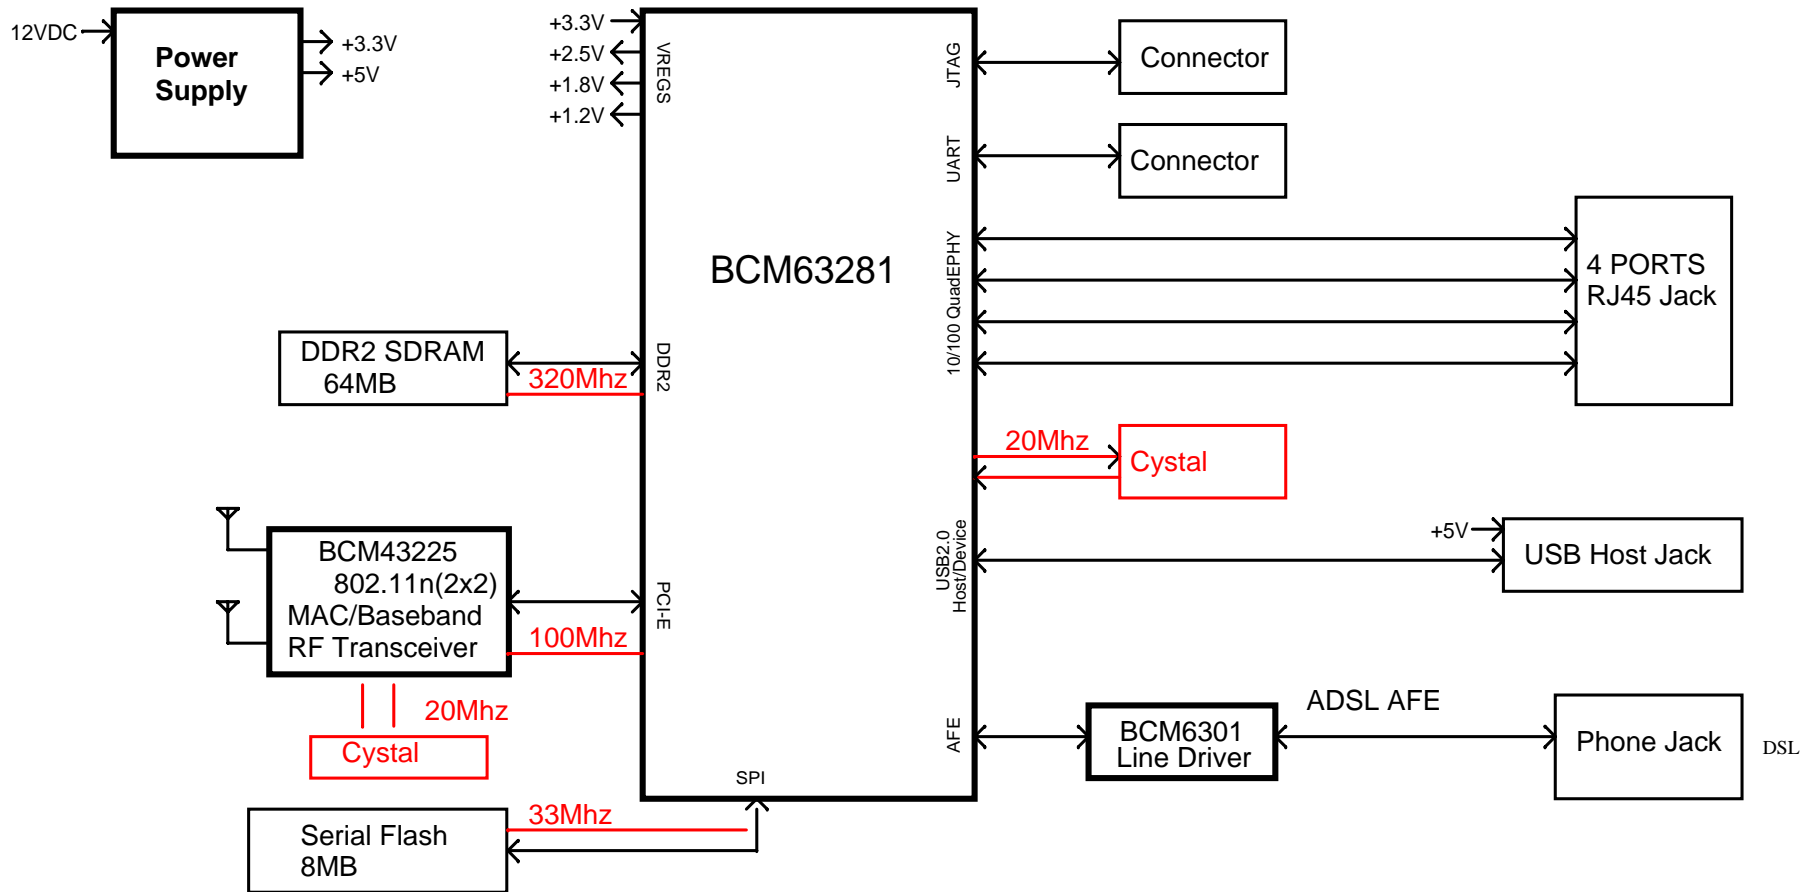 12VDC
Power
Supply
+3.3V
+5V
+3.3V
+2.5V
+1.8V
+1.2V
VREGS
BCM63281
JTAG
Connector
UART
Connector
10/100 QuadEPHY
4 PORTS
RJ45 Jack
DDR2 SDRAM
64MB
320Mhz
DDR2
20Mhz
Cystal
BCM43225
802.11n(2x2)
MAC/Baseband
RF Transceiver
PCI-E
100Mhz
20Mhz
Cystal
USB2.0
Host/Device
+5V
USB Host Jack
AFE
BCM6301
Line Driver
ADSL AFE
Phone Jack
DSL
SPI
33Mhz
Serial Flash
8MB